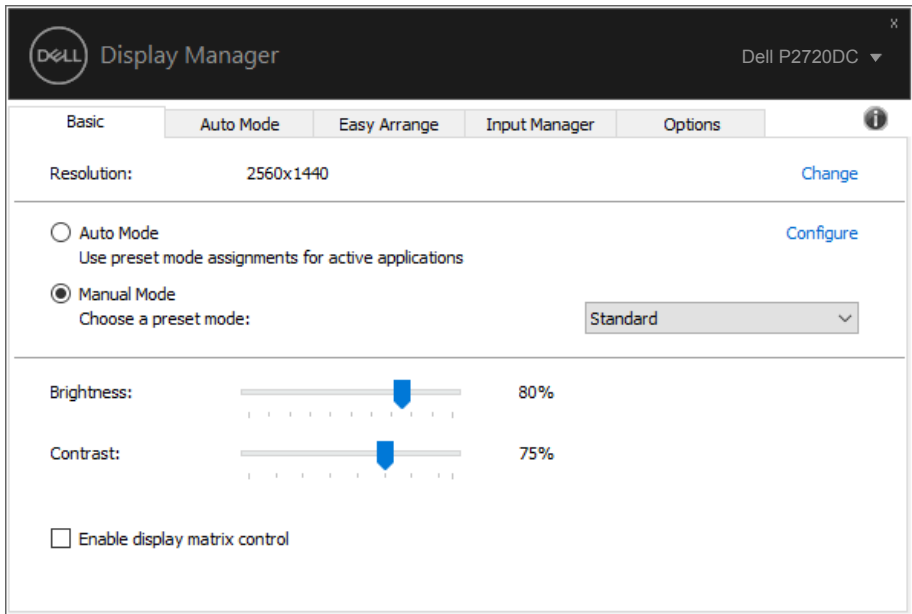 x
DELL Display Manager
Dell P2720DC
Basic Auto Mode Easy Arrange Input Manager Options i
Resolution: 2560x1440 Change
Auto Mode Configure
Use preset mode assignments for active applications
Manual Mode
Choose a preset mode: Standard
Brightness: 80%
Contrast: 75%
Enable display matrix control